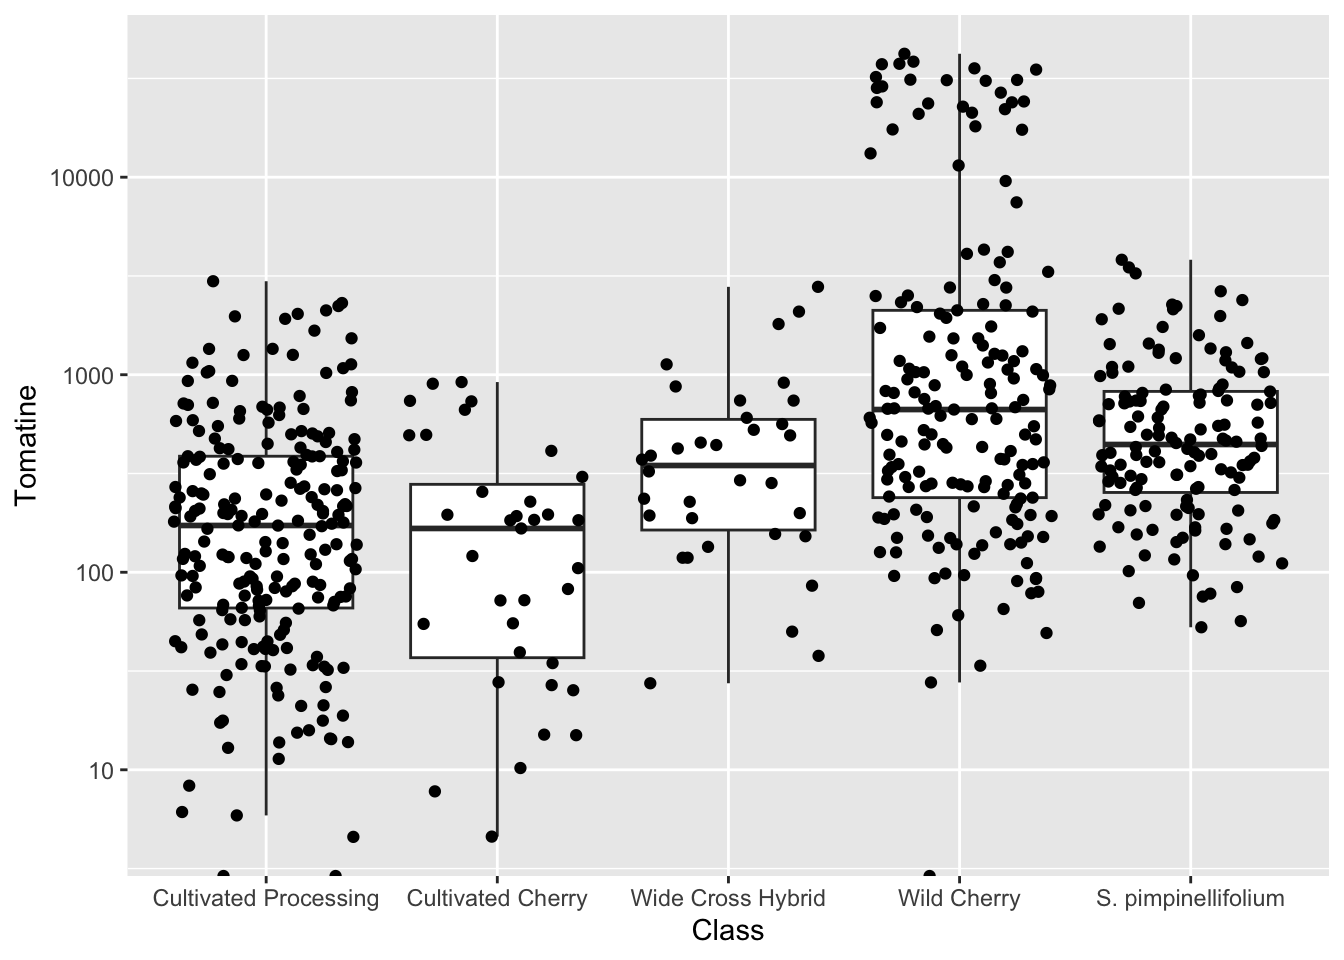 Tomatine
10000
1000
100
10
Cultivated Processing
Cultivated Cherry
Wide Cross Hybrid
Wild Cherry
S. pimpinellifolium
Class